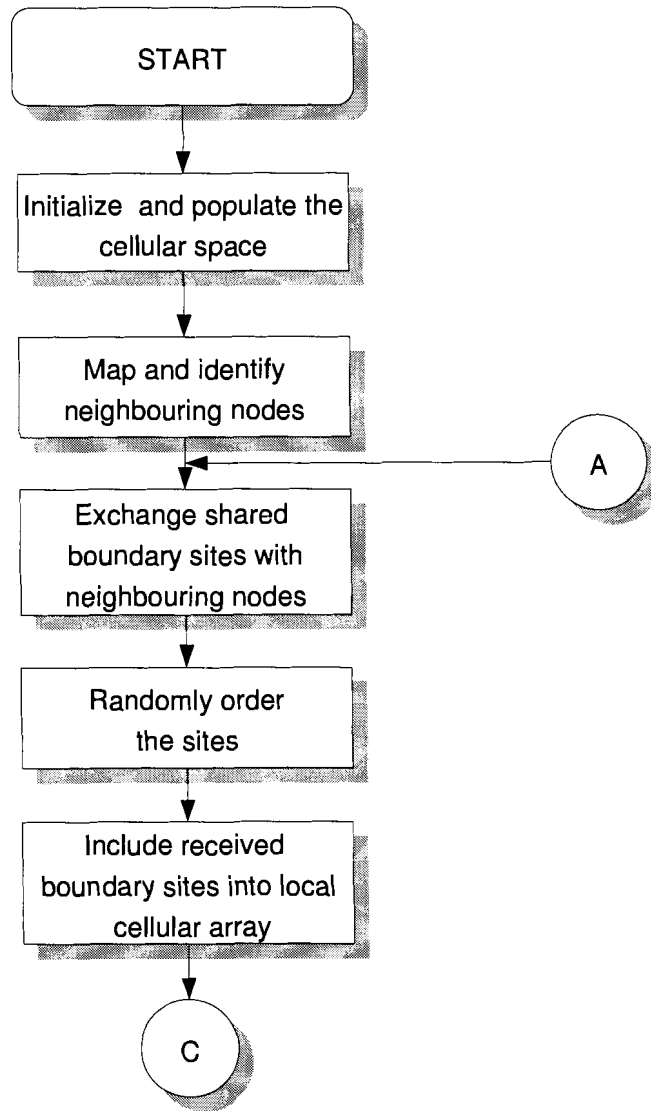 START
Initialize and populate the
cellular space
Map and identify
neighbouring nodes
A
Exchange shared
boundary sites with
neighbouring nodes
Randomly order
the sites
Include received
boundary sites into local
cellular array
C